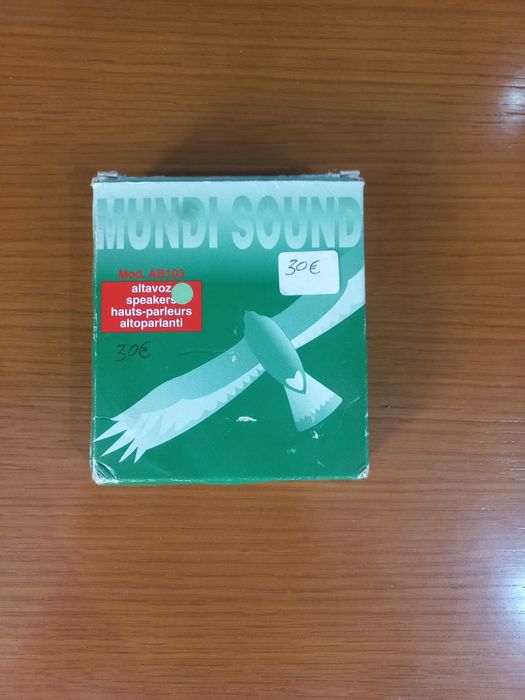 MUNDI SOUND
30€
Mod. AB103
altavoz
speakers
hauts-parleurs
altoparlanti
30€